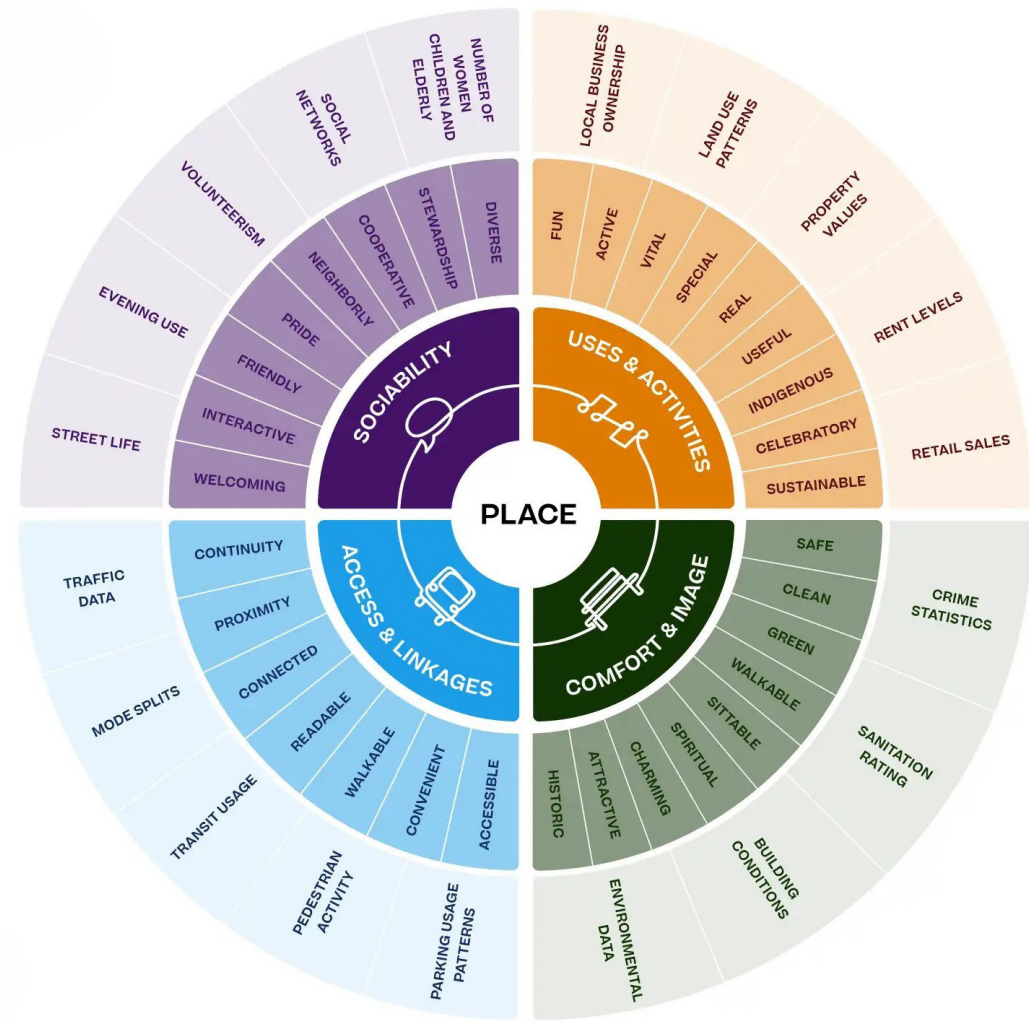 PLACE
SOCIABILITY
USES & ACTIVITIES
COMFORT & IMAGE
ACCESS & LINKAGES
WELCOMING
INTERACTIVE
FRIENDLY
PRIDE
NEIGHBORLY
COOPERATIVE
STEWARDSHIP
DIVERSE
FUN
ACTIVE
VITAL
SPECIAL
REAL
USEFUL
INDIGENOUS
CELEBRATORY
SUSTAINABLE
SAFE
CLEAN
GREEN
WALKABLE
SITTABLE
SPIRITUAL
CHARMING
ATTRACTIVE
HISTORIC
ACCESSIBLE
CONVENIENT
WALKABLE
READABLE
CONNECTED
PROXIMITY
CONTINUITY
STREET LIFE
EVENING USE
VOLUNTEERISM
SOCIAL
NETWORKS
NUMBER OF
WOMEN
CHILDREN AND
ELDERLY
LOCAL BUSINESS
OWNERSHIP
LAND USE
PATTERNS
PROPERTY
VALUES
RENT LEVELS
RETAIL SALES
CRIME
STATISTICS
SANITATION
RATING
BUILDING
CONDITIONS
ENVIRONMENTAL
DATA
PARKING USAGE
PATTERNS
PEDESTRIAN
ACTIVITY
TRANSIT USAGE
MODE SPLITS
TRAFFIC
DATA